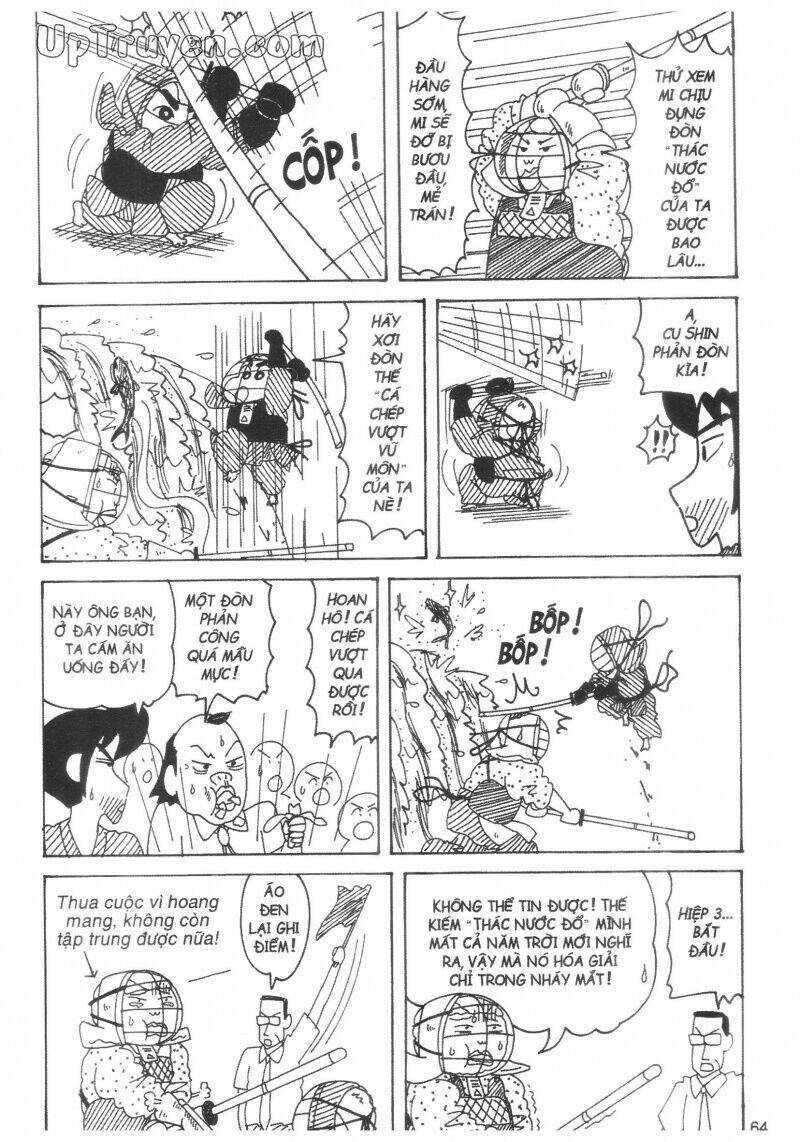 UpTruyen.com
CỐP!
ĐẦU
HÀNG
SỚM,
MI SẼ
ĐỠ BỊ
BƯƠU
ĐẦU,
MẺ
TRÁN!
THỬ XEM
MI CHỊU
ĐỰNG
ĐÒN
"THÁC
NƯỚC
ĐỔ"
CỦA TA
ĐƯỢC
BAO
LÂU...
HÃY
XƠI
ĐÒN
THẾ
"CÁ
CHÉP
VƯỢT
VŨ
MÔN"
CỦA TA
NÈ!
A,
CU SHIN
PHẢN ĐÒN
KÌA!
!!
NÀY ÔNG BẠN,
Ở ĐÂY NGƯỜI
TA CẤM ĂN
UỐNG ĐẤY!
MỘT ĐÒN
PHẢN
CÔNG
QUÁ MẪU
MỰC!
HOAN
HÔ! CÁ
CHÉP
VƯỢT
QUA
ĐƯỢC
RỒI!
BỐP!
BỐP!
Thua cuộc vì hoang
mang, không còn
tập trung được nữa!
ÁO
ĐEN
LẠI GHI
ĐIỂM!
KHÔNG THỂ TIN ĐƯỢC! THẾ
KIẾM "THÁC NƯỚC ĐỔ" MÌNH
MẤT CẢ NĂM TRỜI MỚI NGHĨ
RA, VẬY MÀ NÓ HÓA GIẢI
CHỈ TRONG NHÁY MẮT!
HIỆP 3...
BẮT
ĐẦU!
64